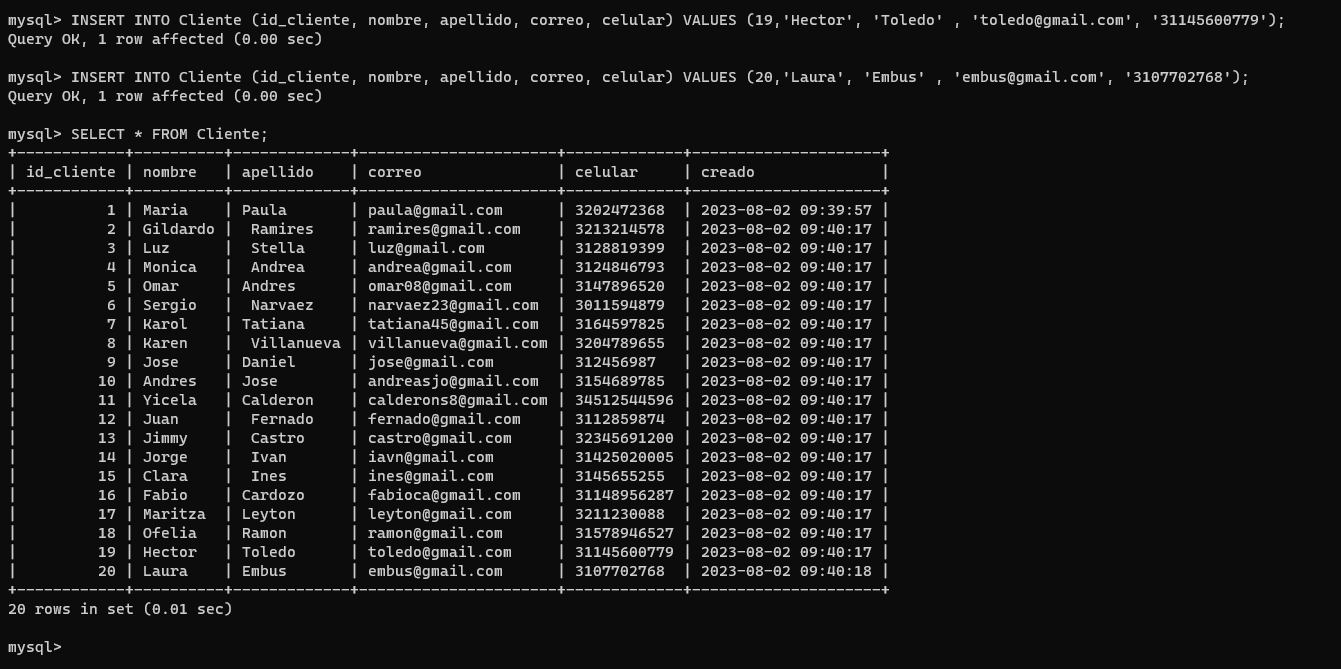 mysql> INSERT INTO Cliente (id_cliente, nombre, apellido, correo, celular) VALUES (19,'Hector', 'Toledo' , 'toledo@gmail.com', '31145600779');
Query OK, 1 row affected (0.00 sec)

mysql> INSERT INTO Cliente (id_cliente, nombre, apellido, correo, celular) VALUES (20,'Laura', 'Embus' , 'embus@gmail.com', '3107702768');
Query OK, 1 row affected (0.00 sec)

mysql> SELECT * FROM Cliente;
+------------+----------+-------------+----------------------+-------------+---------------------+
| id_cliente | nombre   | apellido    | correo               | celular     | creado              |
+------------+----------+-------------+----------------------+-------------+---------------------+
|          1 | Maria    | Paula       | paula@gmail.com      | 3202472368  | 2023-08-02 09:39:57 |
|          2 | Gildardo |  Ramires    | ramires@gmail.com    | 3213214578  | 2023-08-02 09:40:17 |
|          3 | Luz      |  Stella     | luz@gmail.com        | 3128819399  | 2023-08-02 09:40:17 |
|          4 | Monica   |  Andrea     | andrea@gmail.com     | 3124846793  | 2023-08-02 09:40:17 |
|          5 | Omar     | Andres      | omar08@gmail.com     | 3147896520  | 2023-08-02 09:40:17 |
|          6 | Sergio   |  Narvaez    | narvaez23@gmail.com  | 3011594879  | 2023-08-02 09:40:17 |
|          7 | Karol    | Tatiana     | tatiana45@gmail.com  | 3164597825  | 2023-08-02 09:40:17 |
|          8 | Karen    |  Villanueva | villanueva@gmail.com | 3204789655  | 2023-08-02 09:40:17 |
|          9 | Jose     | Daniel      | jose@gmail.com       | 312456987   | 2023-08-02 09:40:17 |
|         10 | Andres   | Jose        | andreasjo@gmail.com  | 3154689785  | 2023-08-02 09:40:17 |
|         11 | Yicela   | Calderon    | calderons8@gmail.com | 34512544596 | 2023-08-02 09:40:17 |
|         12 | Juan     |  Fernado    | fernado@gmail.com    | 3112859874  | 2023-08-02 09:40:17 |
|         13 | Jimmy    |  Castro     | castro@gmail.com     | 32345691200 | 2023-08-02 09:40:17 |
|         14 | Jorge    |  Ivan       | iavn@gmail.com       | 31425020005 | 2023-08-02 09:40:17 |
|         15 | Clara    |  Ines       | ines@gmail.com       | 3145655255  | 2023-08-02 09:40:17 |
|         16 | Fabio    | Cardozo     | fabioca@gmail.com    | 31148956287 | 2023-08-02 09:40:17 |
|         17 | Maritza  | Leyton      | leyton@gmail.com     | 3211230088  | 2023-08-02 09:40:17 |
|         18 | Ofelia   | Ramon       | ramon@gmail.com      | 31578946527 | 2023-08-02 09:40:17 |
|         19 | Hector   | Toledo      | toledo@gmail.com     | 31145600779 | 2023-08-02 09:40:17 |
|         20 | Laura    | Embus       | embus@gmail.com      | 3107702768  | 2023-08-02 09:40:18 |
+------------+----------+-------------+----------------------+-------------+---------------------+
20 rows in set (0.01 sec)

mysql>